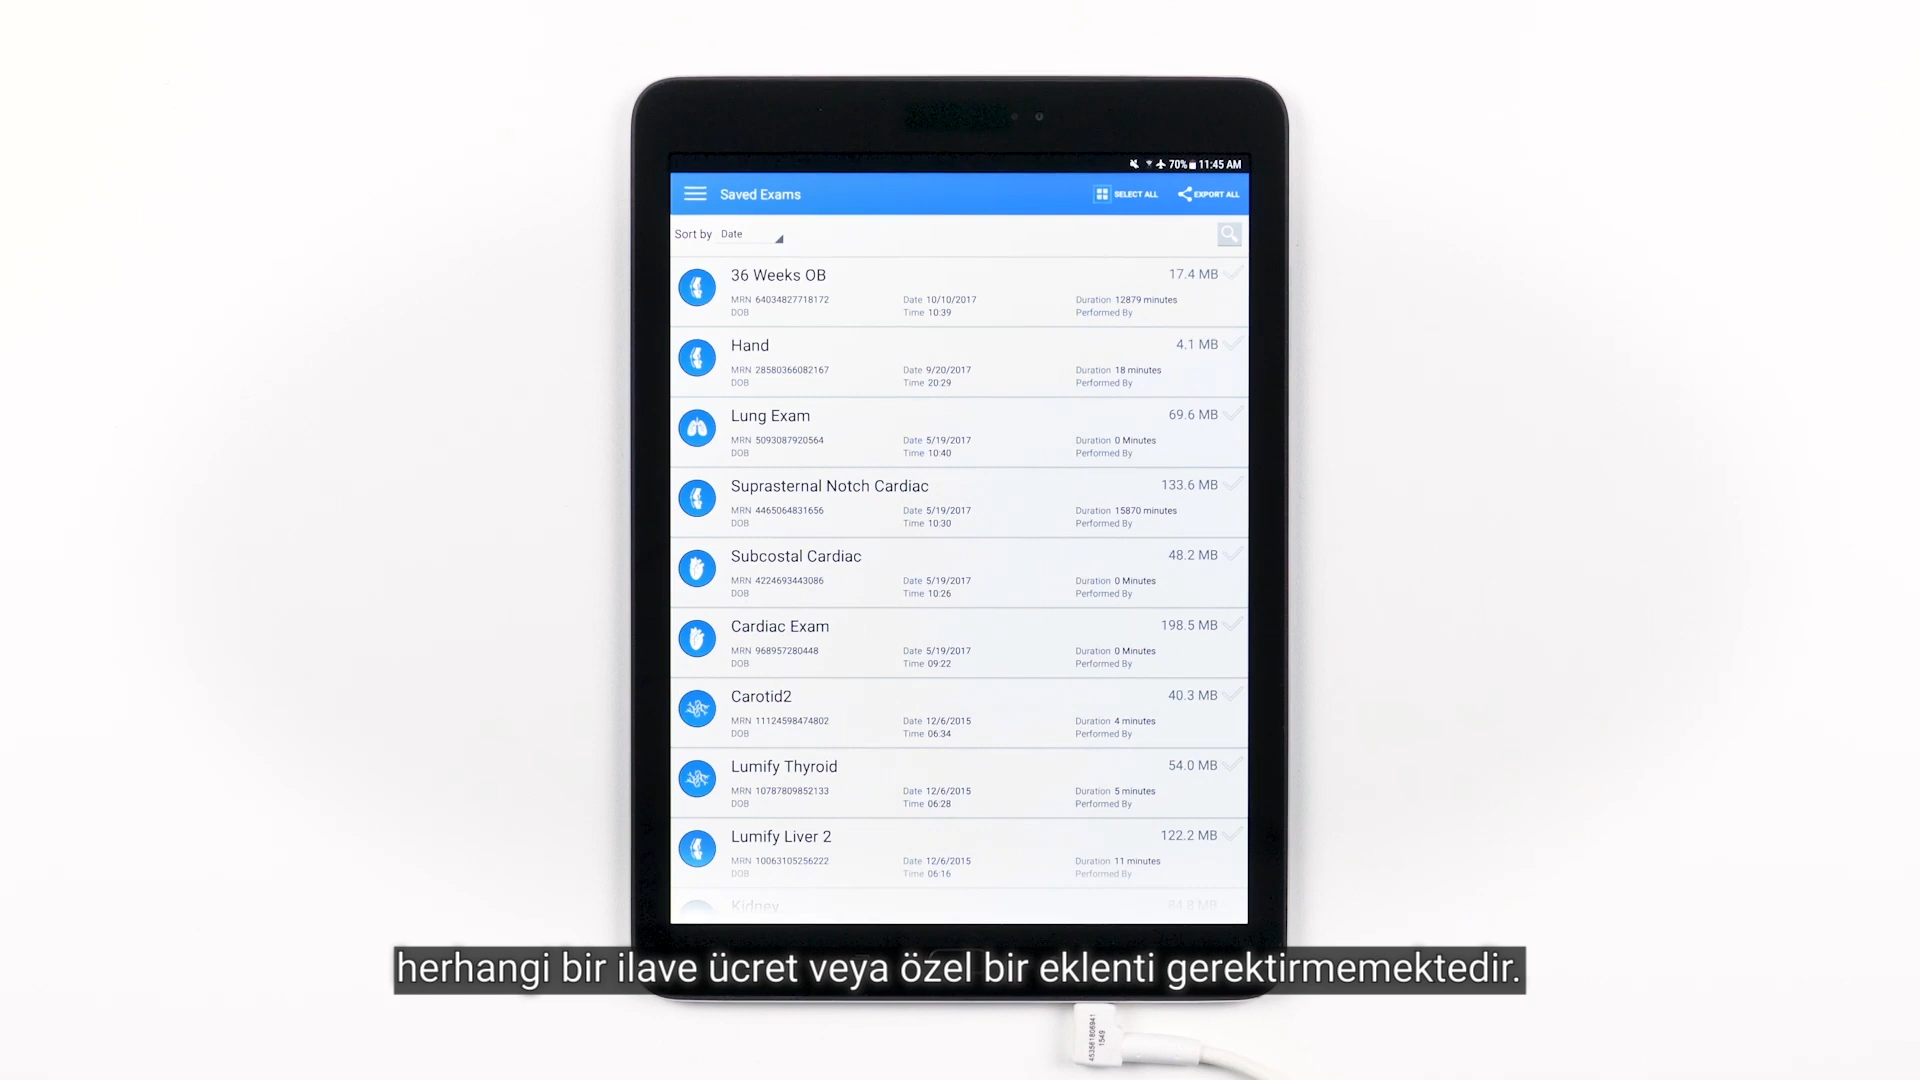 70% 11:45 AM
Saved Exams SELECT ALL EXPORT ALL
Sort by Date
36 Weeks OB 17.4 MB
MRN 64034827718172 Date 10/10/2017 Duration 12879 minutes
DOB Time 10:39 Performed By
Hand 4.1 MB
MRN 28580366082167 Date 9/20/2017 Duration 18 minutes
DOB Time 20:29 Performed By
Lung Exam 69.6 MB
MRN 5093087920564 Date 5/19/2017 Duration 0 Minutes
DOB Time 10:40 Performed By
Suprasternal Notch Cardiac 133.6 MB
MRN 4465064831656 Date 5/19/2017 Duration 15870 minutes
DOB Time 10:30 Performed By
Subcostal Cardiac 48.2 MB
MRN 4224693443086 Date 5/19/2017 Duration 0 Minutes
DOB Time 10:26 Performed By
Cardiac Exam 198.5 MB
MRN 968957280448 Date 5/19/2017 Duration 0 Minutes
DOB Time 09:22 Performed By
Carotid2 40.3 MB
MRN 11124598474802 Date 12/6/2015 Duration 4 minutes
DOB Time 06:34 Performed By
Lumify Thyroid 54.0 MB
MRN 10787809852133 Date 12/6/2015 Duration 5 minutes
DOB Time 06:28 Performed By
Lumify Liver 2 122.2 MB
MRN 10063105256222 Date 12/6/2015 Duration 11 minutes
DOB Time 06:16 Performed By
Kidney 84.8 MB
herhangi bir ilave ücret veya özel bir eklenti gerektirmemektedir.
453561806941
1549